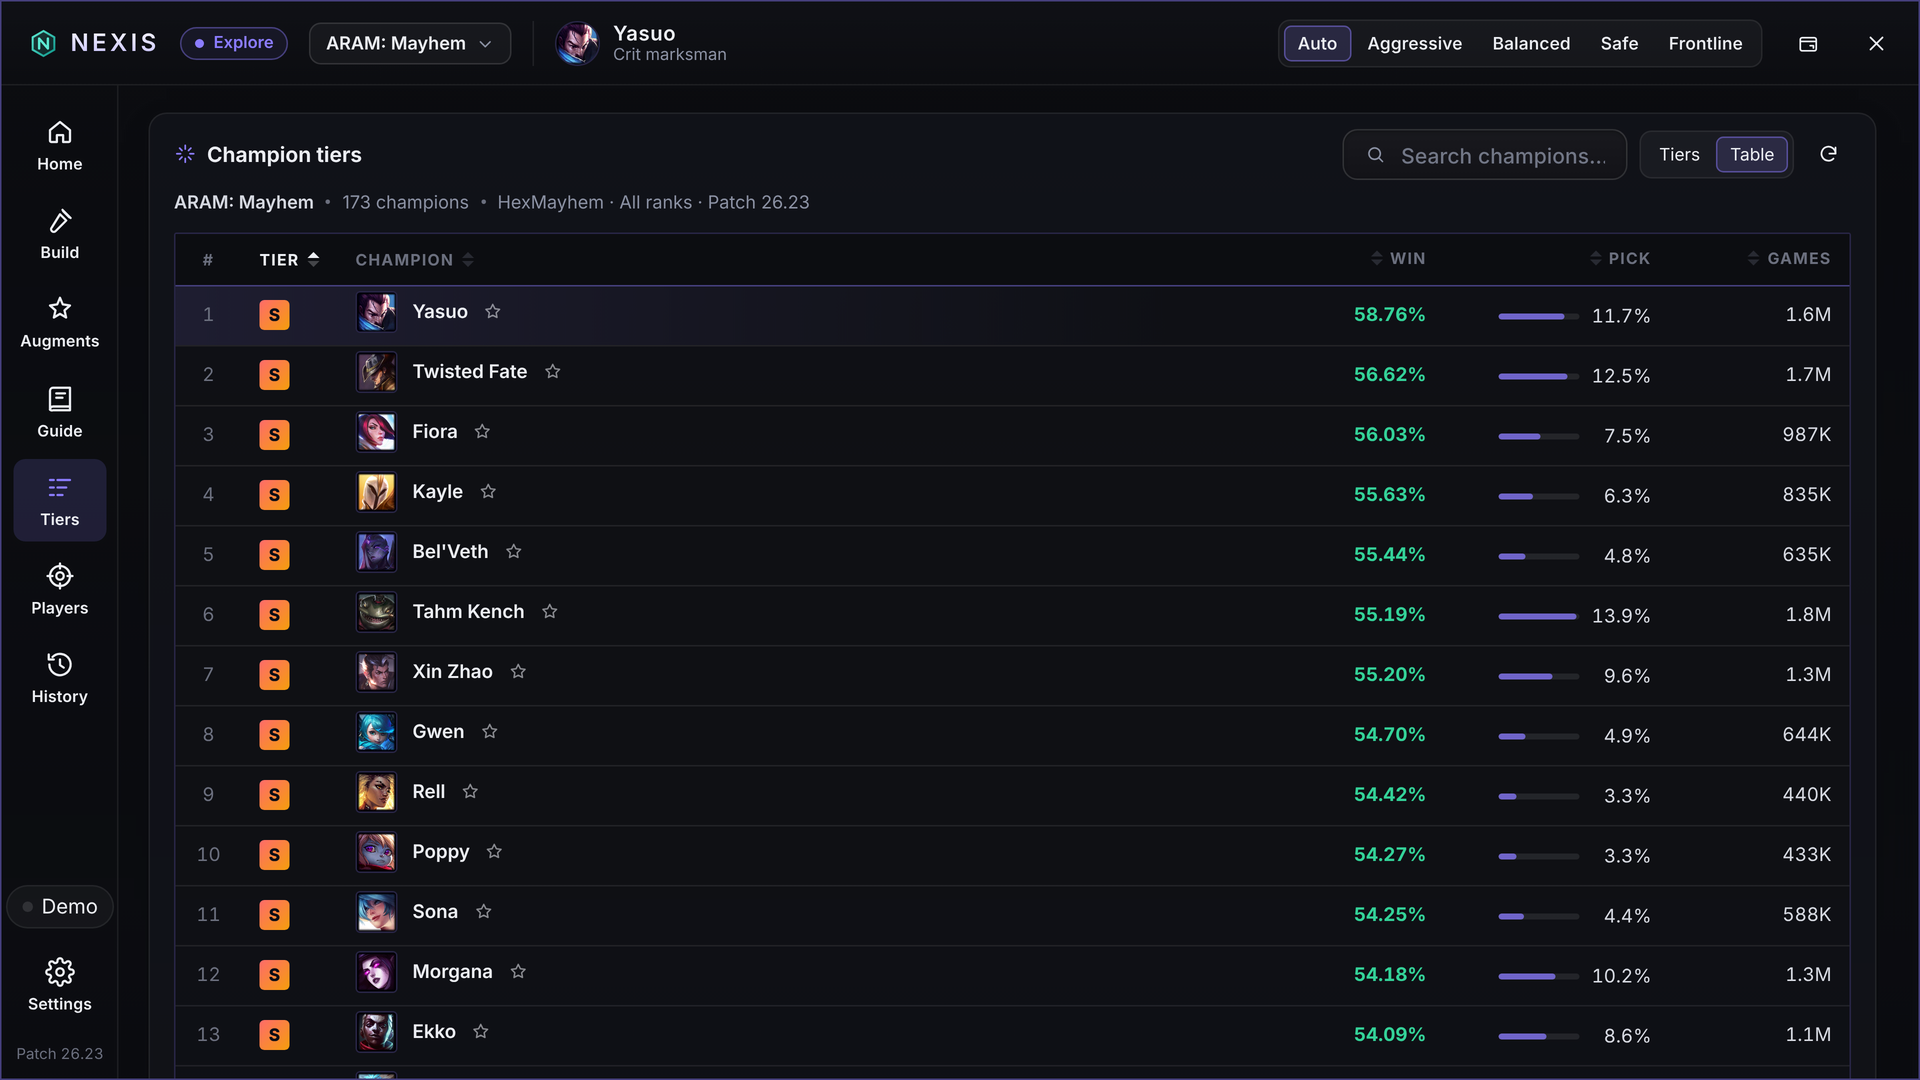 NEXIS
Explore
ARAM: Mayhem
Yasuo
Crit marksman
Auto
Aggressive
Balanced
Safe
Frontline
Home
Build
Augments
Guide
Tiers
Players
History
Demo
Settings
Patch 26.23
Champion tiers
Search champions...
Tiers
Table
ARAM: Mayhem • 173 champions • HexMayhem · All ranks · Patch 26.23
# TIER CHAMPION WIN PICK GAMES
1 S Yasuo 58.76% 11.7% 1.6M
2 S Twisted Fate 56.62% 12.5% 1.7M
3 S Fiora 56.03% 7.5% 987K
4 S Kayle 55.63% 6.3% 835K
5 S Bel'Veth 55.44% 4.8% 635K
6 S Tahm Kench 55.19% 13.9% 1.8M
7 S Xin Zhao 55.20% 9.6% 1.3M
8 S Gwen 54.70% 4.9% 644K
9 S Rell 54.42% 3.3% 440K
10 S Poppy 54.27% 3.3% 433K
11 S Sona 54.25% 4.4% 588K
12 S Morgana 54.18% 10.2% 1.3M
13 S Ekko 54.09% 8.6% 1.1M